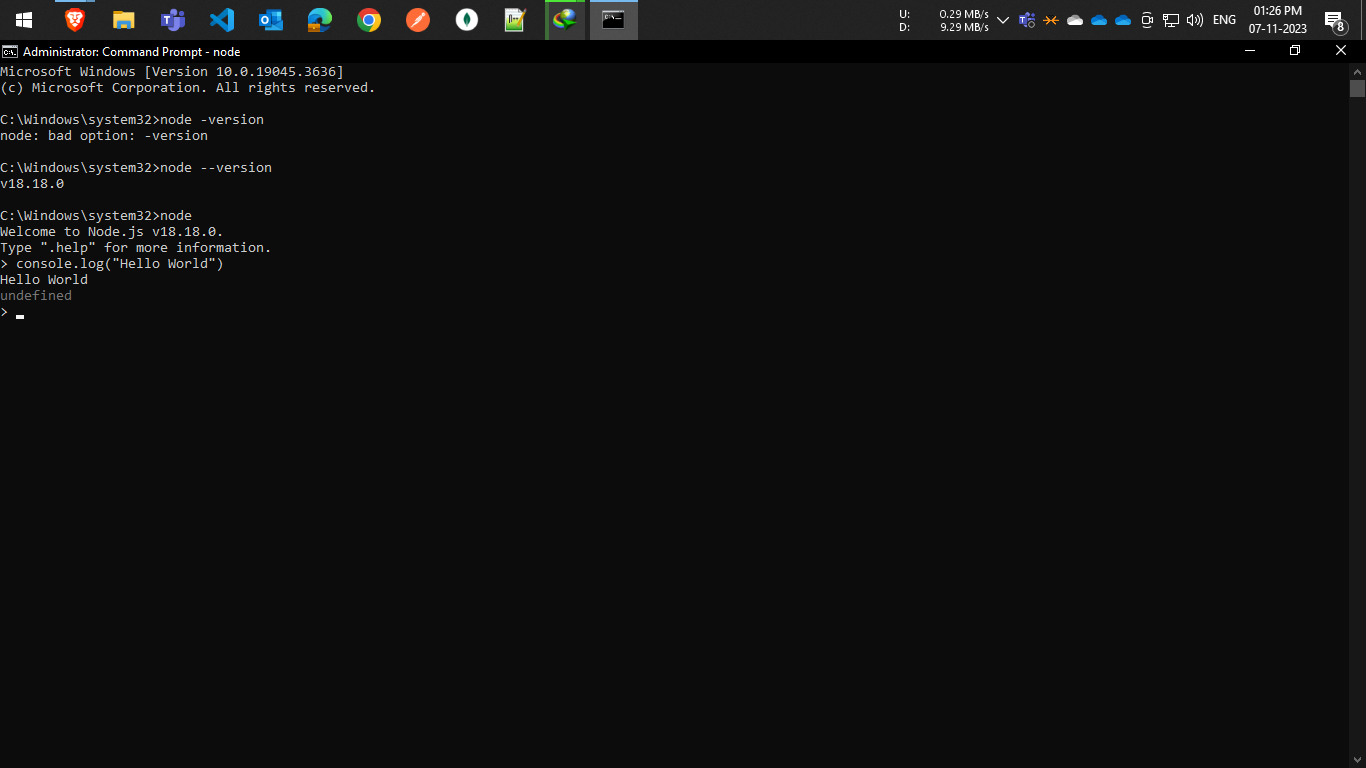 U: 0.29 MB/s
D: 9.29 MB/s
ENG
01:26 PM
07-11-2023
8
Administrator: Command Prompt - node
Microsoft Windows [Version 10.0.19045.3636]
(c) Microsoft Corporation. All rights reserved.
C:\Windows\system32>node -version
node: bad option: -version
C:\Windows\system32>node --version
v18.18.0
C:\Windows\system32>node
Welcome to Node.js v18.18.0.
Type ".help" for more information.
> console.log("Hello World")
Hello World
undefined
>